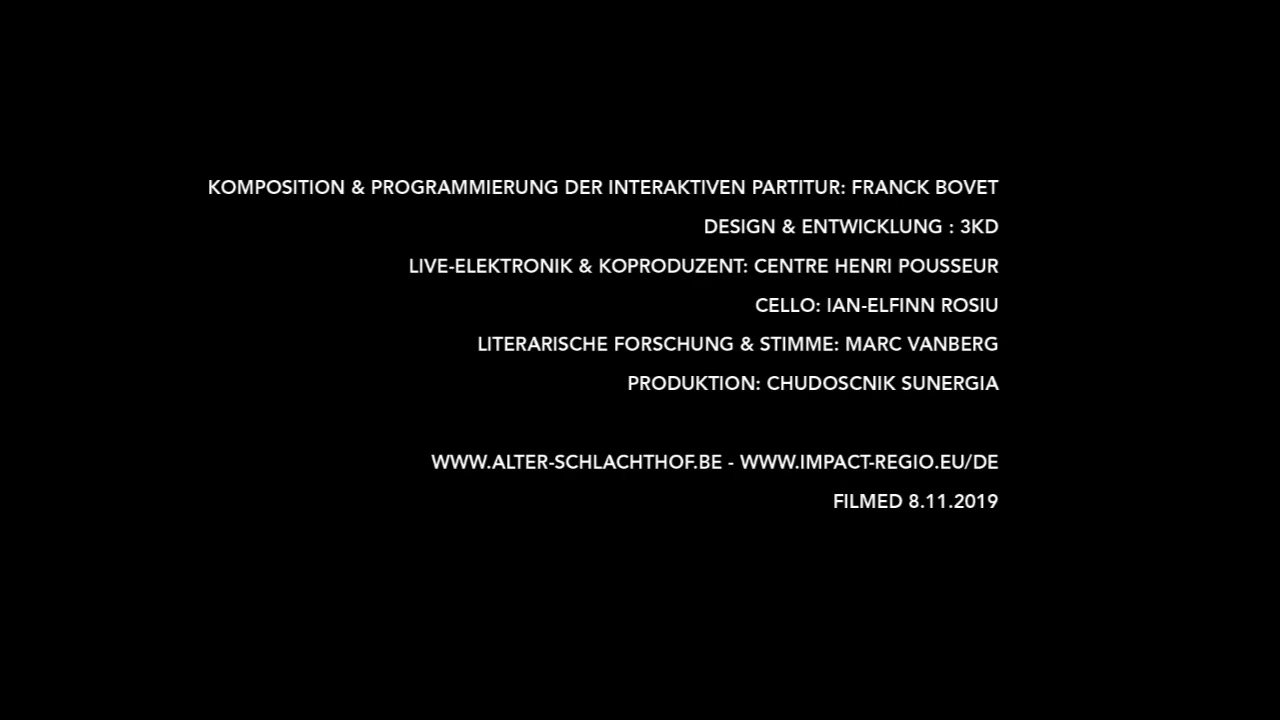 KOMPOSITION & PROGRAMMIERUNG DER INTERAKTIVEN PARTITUR: FRANCK BOVET
DESIGN & ENTWICKLUNG : 3KD
LIVE-ELEKTRONIK & KOPRODUZENT: CENTRE HENRI POUSSEUR
CELLO: IAN-ELFINN ROSIU
LITERARISCHE FORSCHUNG & STIMME: MARC VANBERG
PRODUKTION: CHUDOSCNIK SUNERGIA
WWW.ALTER-SCHLACHTHOF.BE - WWW.IMPACT-REGIO.EU/DE
FILMED 8.11.2019